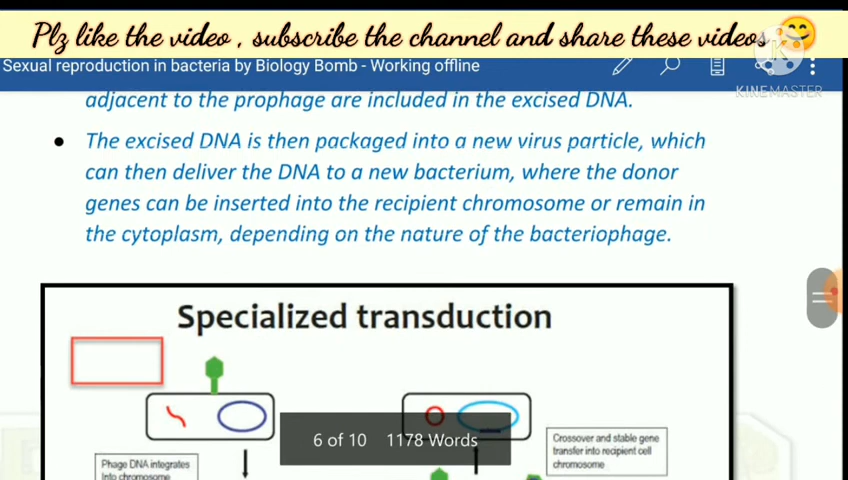 Plz like the video , subscribe the channel and share these videos
Sexual reproduction in bacteria by Biology Bomb - Working offline
KINEMASTER
adjacent to the prophage are included in the excised DNA.
The excised DNA is then packaged into a new virus particle, which
can then deliver the DNA to a new bacterium, where the donor
genes can be inserted into the recipient chromosome or remain in
the cytoplasm, depending on the nature of the bacteriophage.
Specialized transduction
6 of 10 1178 Words
Crossover and stable gene
transfer into recipient cell
chromosome
Phage DNA integrates
Into chromosome